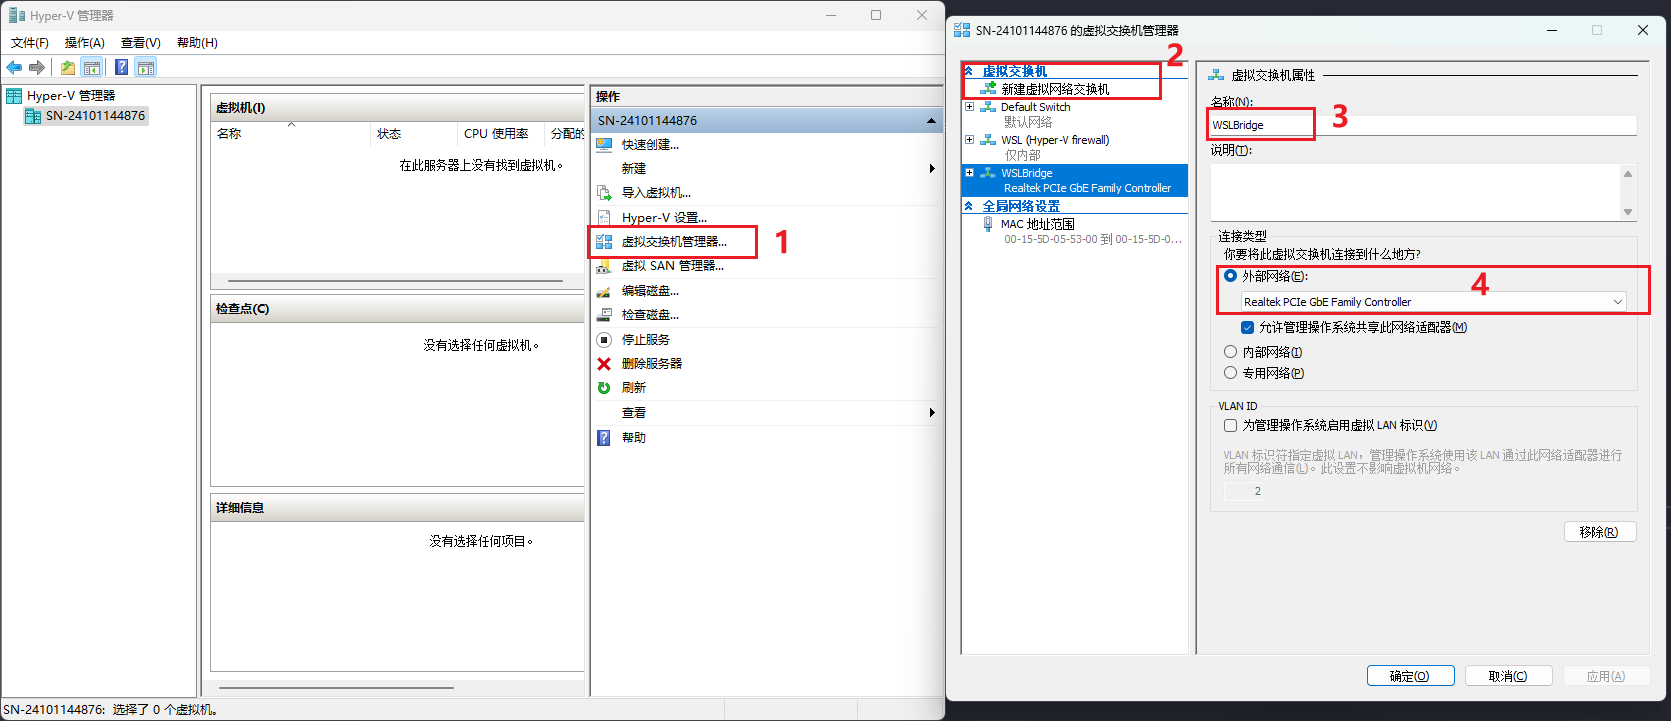 Hyper-V 管理器
文件(F) 操作(A) 查看(V) 帮助(H)
Hyper-V 管理器
SN-24101144876
虚拟机(I)
名称 状态 CPU 使用率 分配的
在此服务器上没有找到虚拟机。
检查点(C)
没有选择任何虚拟机。
详细信息
没有选择任何项目。
操作
SN-24101144876
快速创建...
新建
导入虚拟机...
Hyper-V 设置...
虚拟交换机管理器...
1
虚拟 SAN 管理器...
编辑磁盘...
检查磁盘...
停止服务
删除服务器
刷新
查看
帮助
SN-24101144876: 选择了 0 个虚拟机。
SN-24101144876 的虚拟交换机管理器
2
虚拟交换机
新建虚拟网络交换机
Default Switch
默认网络
WSL (Hyper-V firewall)
仅内部
WSLBridge
Realtek PCIe GbE Family Controller
全局网络设置
MAC 地址范围
00-15-5D-05-53-00 到 00-15-5D-0...
虚拟交换机属性
名称(N):
WSLBridge
3
说明(T):
连接类型
你要将此虚拟交换机连接到什么地方?
外部网络(E):
4
Realtek PCIe GbE Family Controller
允许管理操作系统共享此网络适配器(M)
内部网络(I)
专用网络(P)
VLAN ID
为管理操作系统启用虚拟 LAN 标识(V)
VLAN 标识符指定虚拟 LAN，管理操作系统使用该 LAN 通过此网络适配器进行
所有网络通信(L)。此设置不影响虚拟机网络。
2
移除(R)
确定(O) 取消(C) 应用(A)